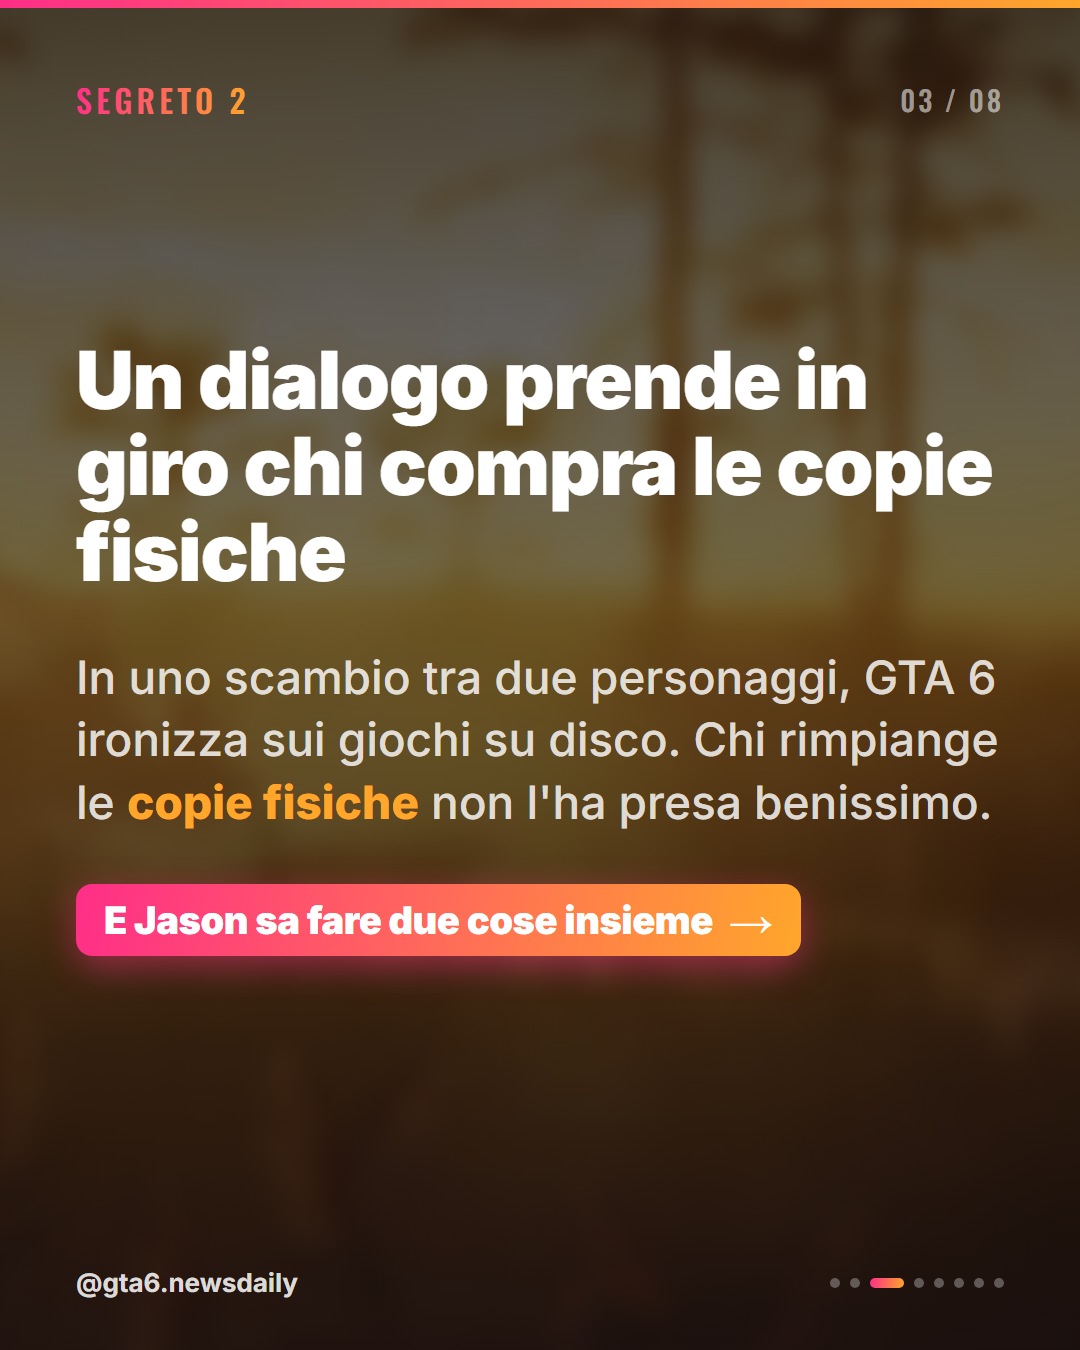 SEGRETO 2
03 / 08
Un dialogo prende in
giro chi compra le copie
fisiche
In uno scambio tra due personaggi, GTA 6
ironizza sui giochi su disco. Chi rimpiange
le copie fisiche non l'ha presa benissimo.
E Jason sa fare due cose insieme →
@gta6.newsdaily